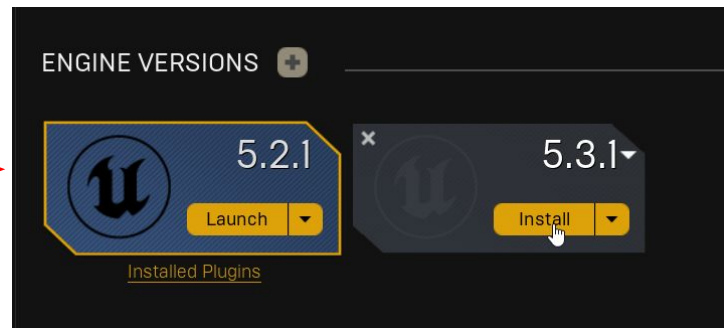 ENGINE VERSIONS
5.2.1
Launch
Installed Plugins
5.3.1
Install